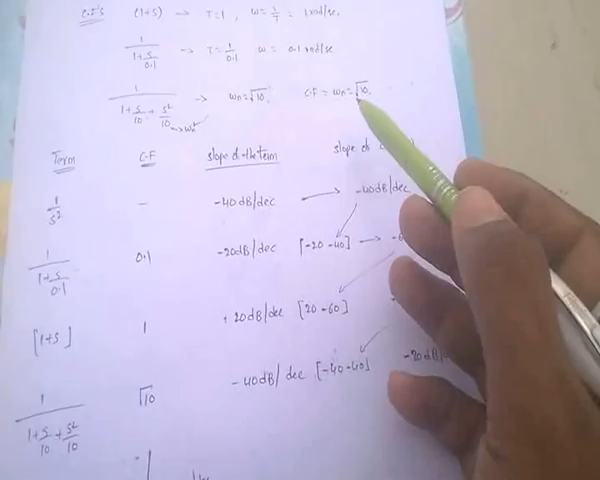 C.F's (1+S) → T=1, ω=1/T = 1 rad/sec.
1/(1+S/0.1) → T=1/0.1 ω= 0.1 rad/sec
1/(1+S/10+S²/10) → ωn=√10. C.F = ωn=√10.
→ωn²
Term C.F slope of the term slope of
1/S² - -40dB/dec → -40dB/dec
1/(1+S/0.1) 0.1 -20dB/dec [-20-40] →
[1+S] 1 +20dB/dec [20-60]
1/(1+S/10+S²/10) √10 -40dB/dec [-40-40]